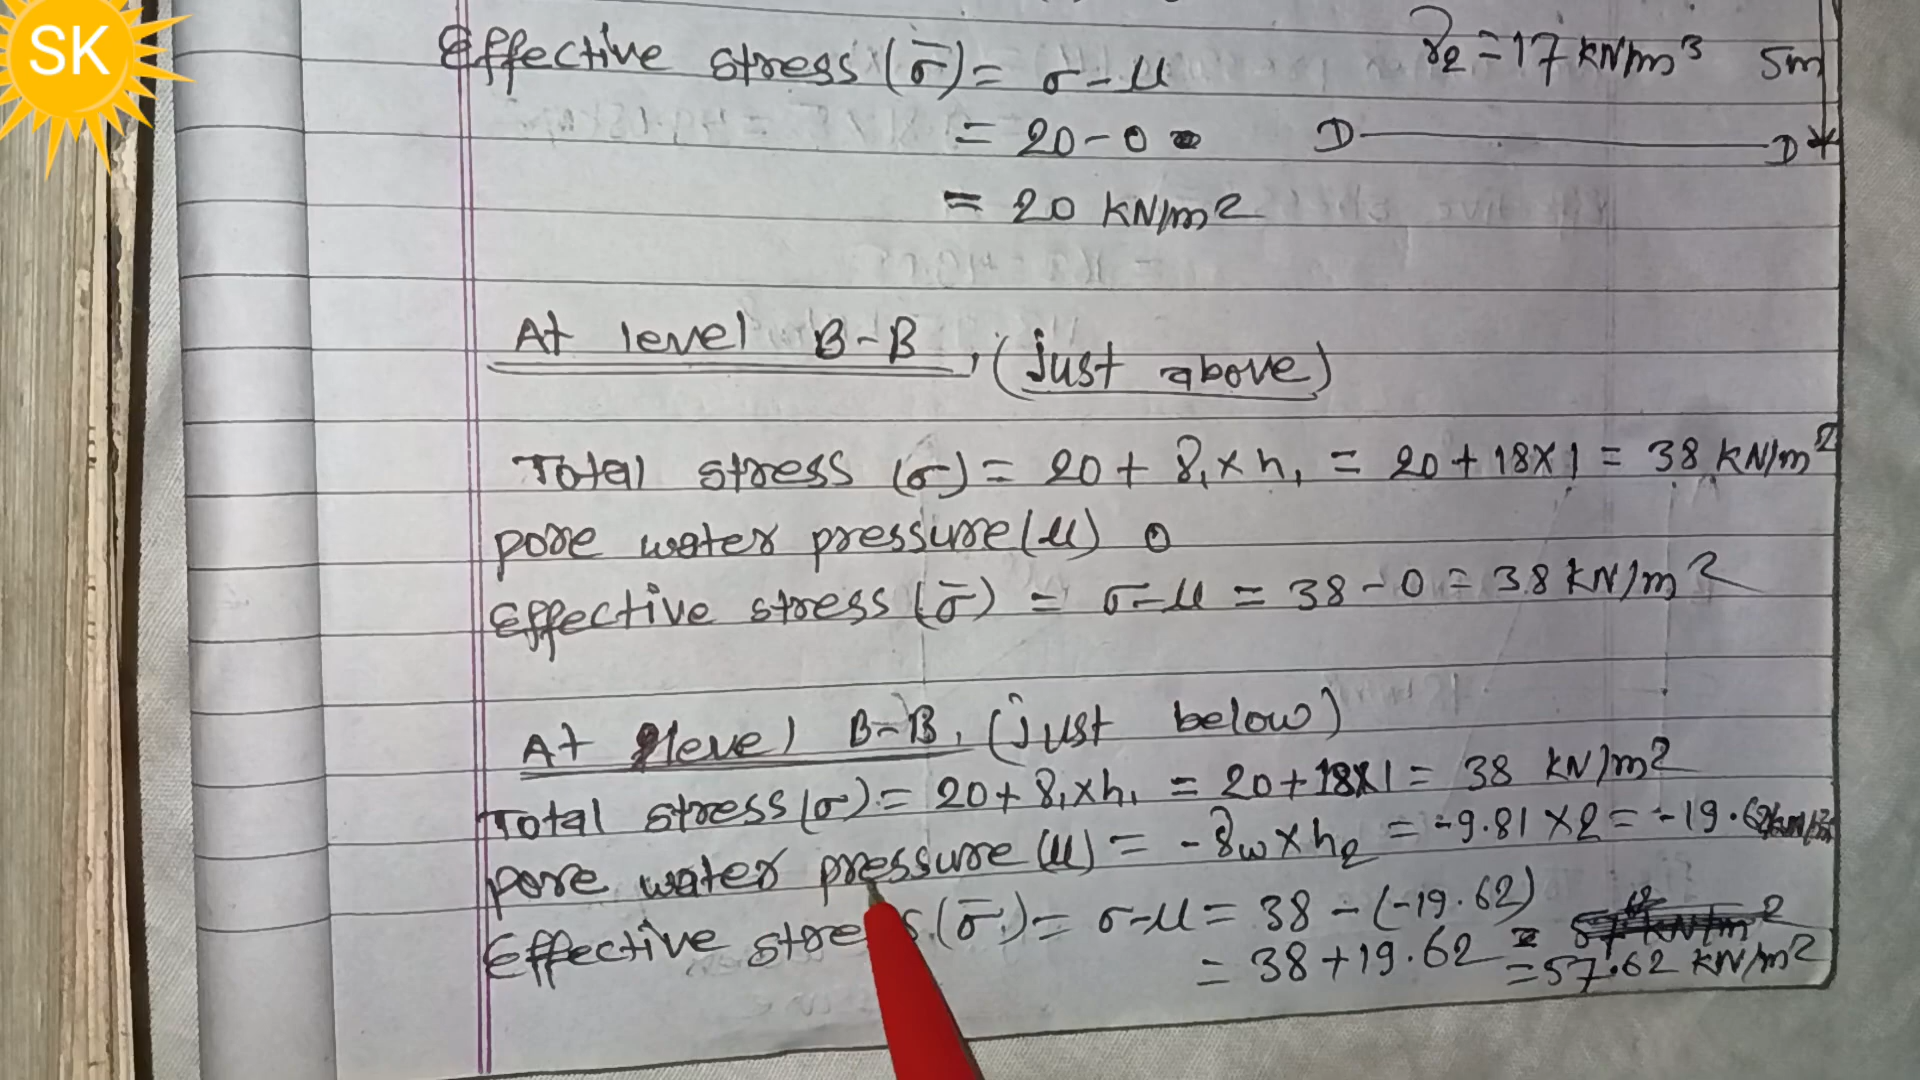 SK
Effective stress (σ̅) = σ - u
γ2 = 17 kN/m3 5m
= 20 - 0
D D
= 20 kN/m2
At level B-B, (just above)
Total stress (σ) = 20 + γ1 x h1 = 20 + 18 x 1 = 38 kN/m2
pore water pressure (u) 0
Effective stress (σ̅) = σ - u = 38 - 0 = 38 kN/m2
At level B-B, (just below)
Total stress (σ) = 20 + γ1 x h1 = 20 + 18 x 1 = 38 kN/m2
pore water pressure (u) = - γw x h2 = -9.81 x 2 = -19.62 kN/m2
Effective stress (σ̅) = σ - u = 38 - (-19.62)
= 38 + 19.62 = 57.62 kN/m2